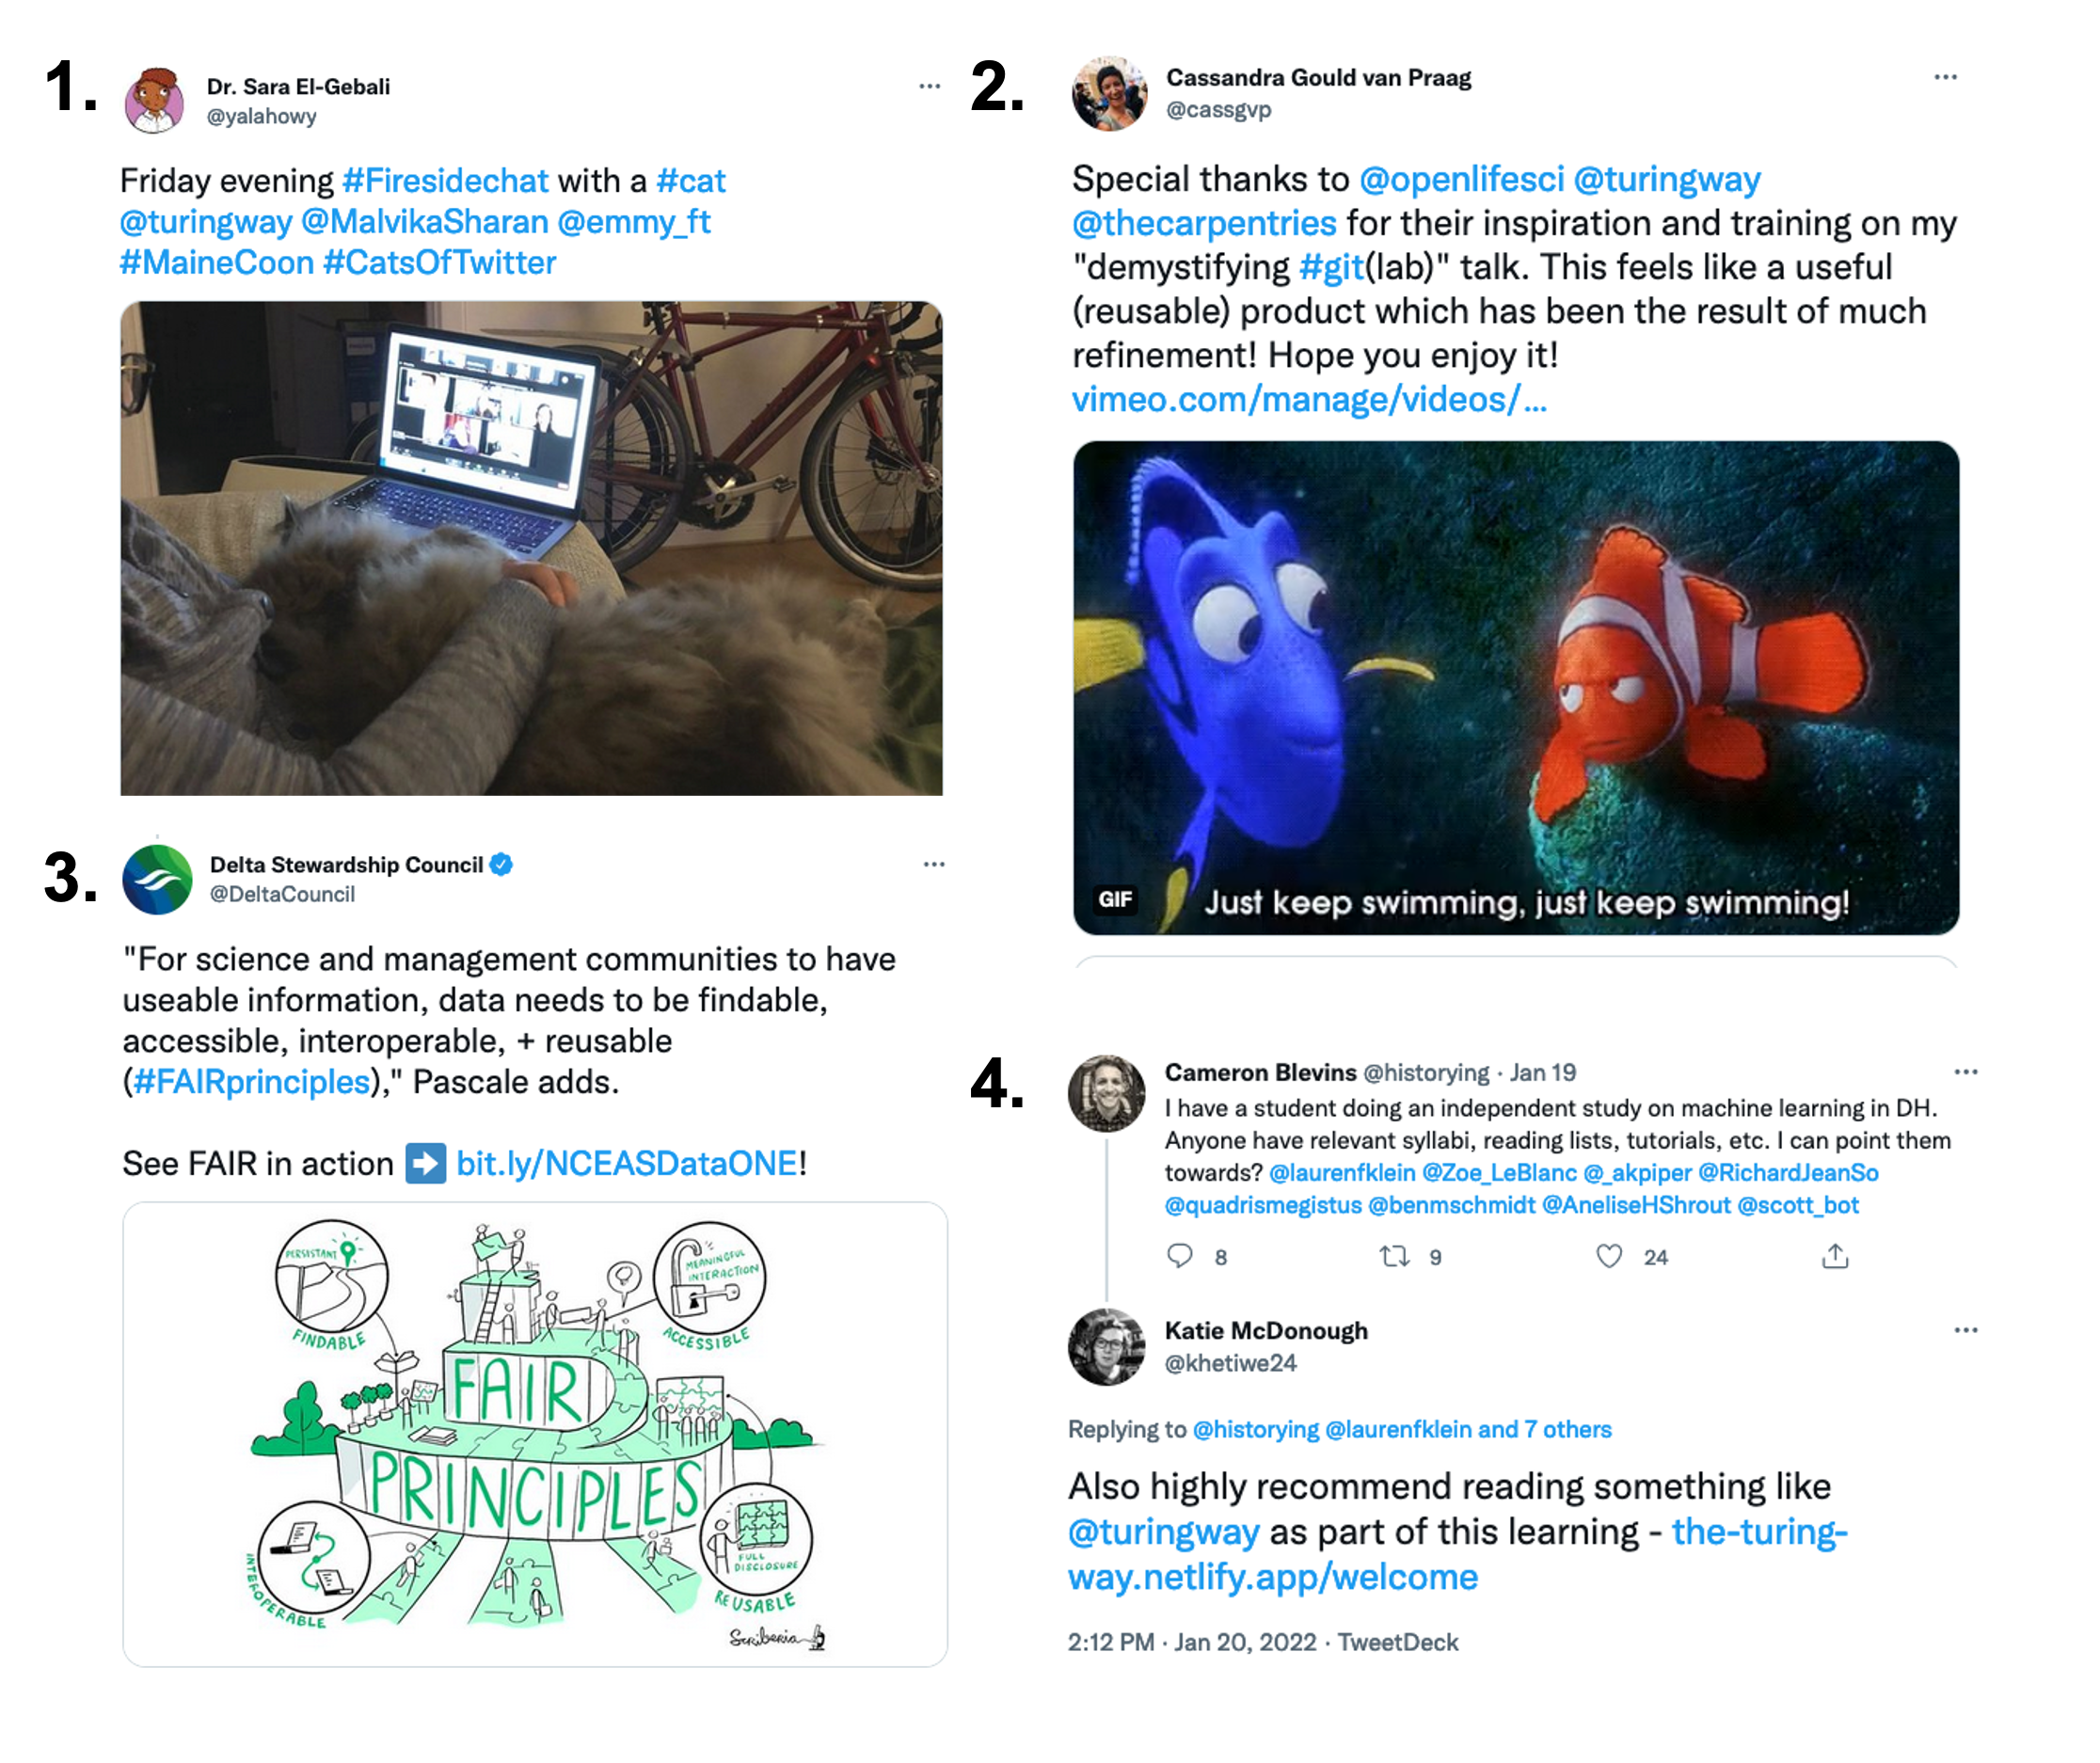 1.
Dr. Sara El-Gebali
@yalahowy
Friday evening #Firesidechat with a #cat
@turingway @MalvikaSharan @emmy_ft
#MaineCoon #CatsOfTwitter
2.
Cassandra Gould van Praag
@cassgvp
Special thanks to @openlifesci @turingway
@thecarpentries for their inspiration and training on my
"demystifying #git(lab)" talk. This feels like a useful
(reusable) product which has been the result of much
refinement! Hope you enjoy it!
vimeo.com/manage/videos/...
GIF
Just keep swimming, just keep swimming!
3.
Delta Stewardship Council
@DeltaCouncil
"For science and management communities to have
useable information, data needs to be findable,
accessible, interoperable, + reusable
(#FAIRprinciples)," Pascale adds.
See FAIR in action ➡ bit.ly/NCEASDataONE!
PERSISTANT
FINDABLE
MEANINGFUL
INTERACTION
ACCESSIBLE
FAIR
PRINCIPLES
INTEROPERABLE
FULL
DISCLOSURE
REUSABLE
Scriberia
4.
Cameron Blevins @historying · Jan 19
I have a student doing an independent study on machine learning in DH.
Anyone have relevant syllabi, reading lists, tutorials, etc. I can point them
towards? @laurenfklein @Zoe_LeBlanc @_akpiper @RichardJeanSo
@quadrismegistus @benmschmidt @AneliseHShrout @scott_bot
8 9 24
Katie McDonough
@khetiwe24
Replying to @historying @laurenfklein and 7 others
Also highly recommend reading something like
@turingway as part of this learning - the-turing-
way.netlify.app/welcome
2:12 PM · Jan 20, 2022 · TweetDeck